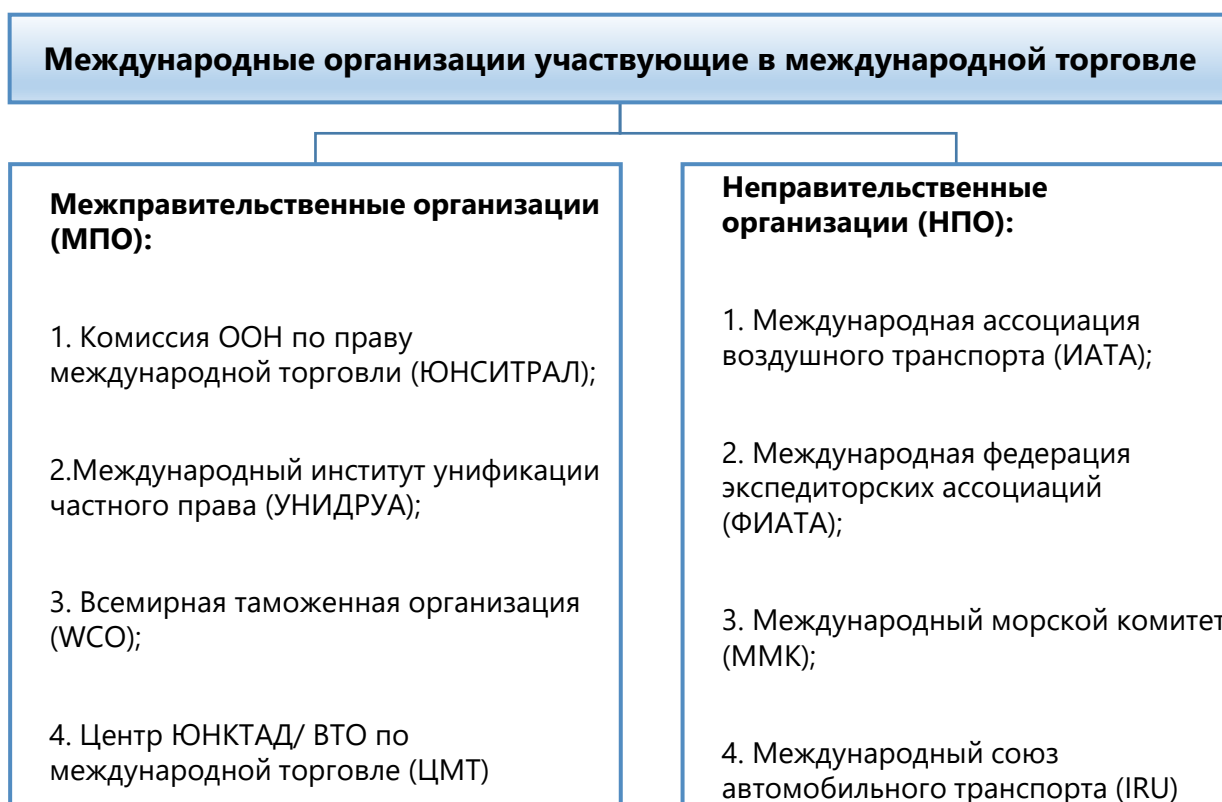 Международные организации участвующие в международной торговле
Межправительственные организации
(МПО):
1. Комиссия ООН по праву
международной торговли (ЮНСИТРАЛ);
2.Международный институт унификации
частного права (УНИДРУА);
3. Всемирная таможенная организация
(WCO);
4. Центр ЮНКТАД/ ВТО по
международной торговле (ЦМТ)
Неправительственные
организации (НПО):
1. Международная ассоциация
воздушного транспорта (ИАТА);
2. Международная федерация
экспедиторских ассоциаций
(ФИАТА);
3. Международный морской комитет
(ММК);
4. Международный союз
автомобильного транспорта (IRU)